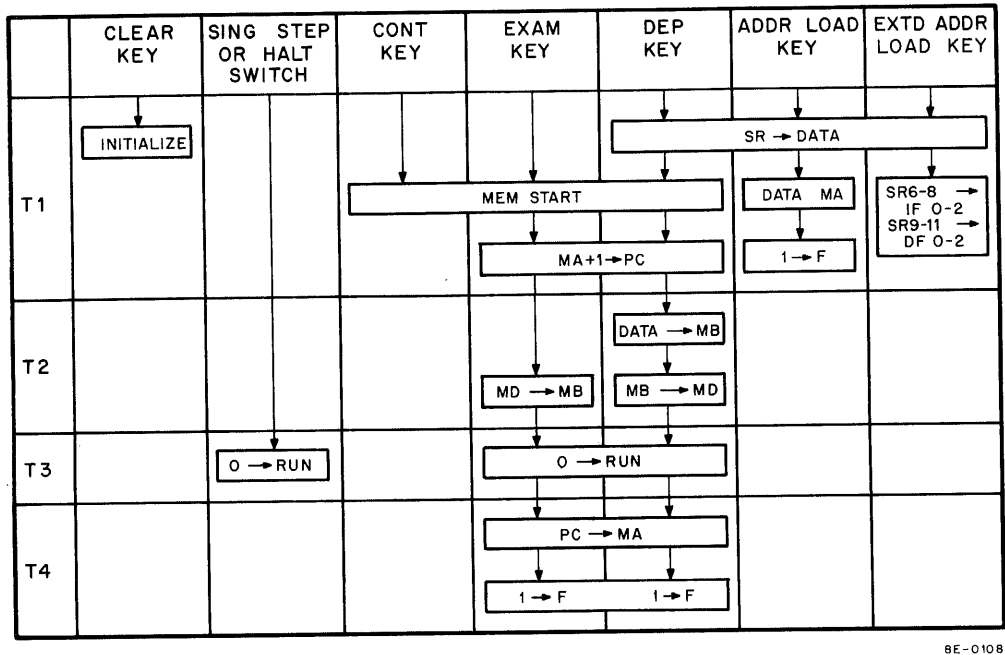 CLEAR KEY
SING STEP OR HALT SWITCH
CONT KEY
EXAM KEY
DEP KEY
ADDR LOAD KEY
EXTD ADDR LOAD KEY
T1
INITIALIZE
SR → DATA
MEM START
DATA MA
SR6-8 →
IF 0-2
SR9-11 →
DF 0-2
MA+1→PC
1→F
T2
DATA → MB
MD → MB
MB → MD
T3
0 → RUN
0 → RUN
T4
PC → MA
1 → F
1 → F
BE-0108